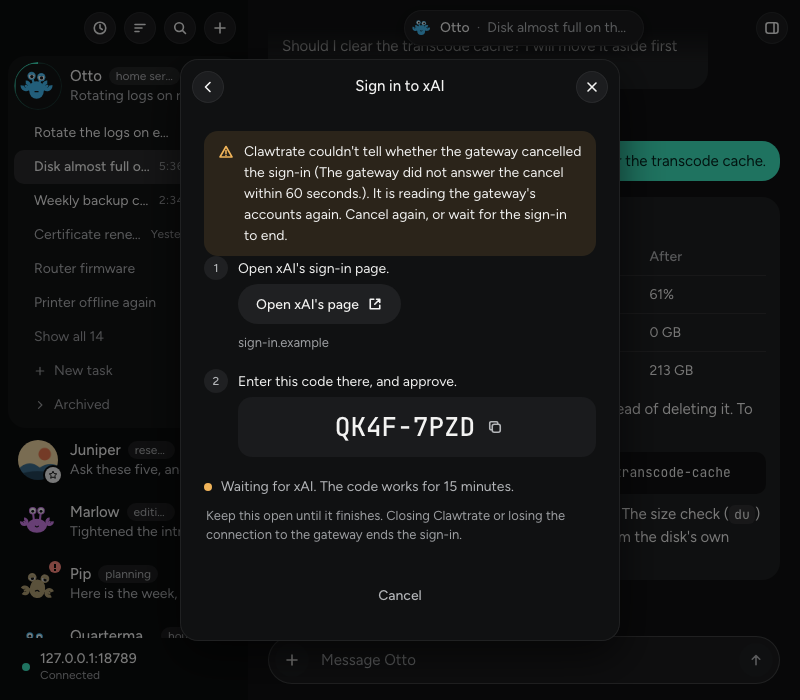 Otto · Disk almost full on th...
Should I clear the transcode cache? I will move it aside first
Otto home ser...
Rotating logs on
Rotate the logs on e...
Disk almost full o... 5:36
Weekly backup c... 2:34
Certificate rene... Yeste
Router firmware
Printer offline again
Show all 14
New task
Archived
Juniper rese...
Ask these five, an
Marlow editi...
Tightened the intr
Pip planning
Here is the week,
Quarterma
127.0.0.1:18789
Connected
Sign in to xAI
Clawtrate couldn't tell whether the gateway cancelled
the sign-in (The gateway did not answer the cancel
within 60 seconds.). It is reading the gateway's
accounts again. Cancel again, or wait for the sign-in
to end.
1 Open xAI's sign-in page.
Open xAI's page
sign-in.example
2 Enter this code there, and approve.
QK4F-7PZD
Waiting for xAI. The code works for 15 minutes.
Keep this open until it finishes. Closing Clawtrate or losing the
connection to the gateway ends the sign-in.
Cancel
the transcode cache.
After
61%
0 GB
213 GB
ead of deleting it. To
transcode-cache
The size check (du)
m the disk's own
Message Otto